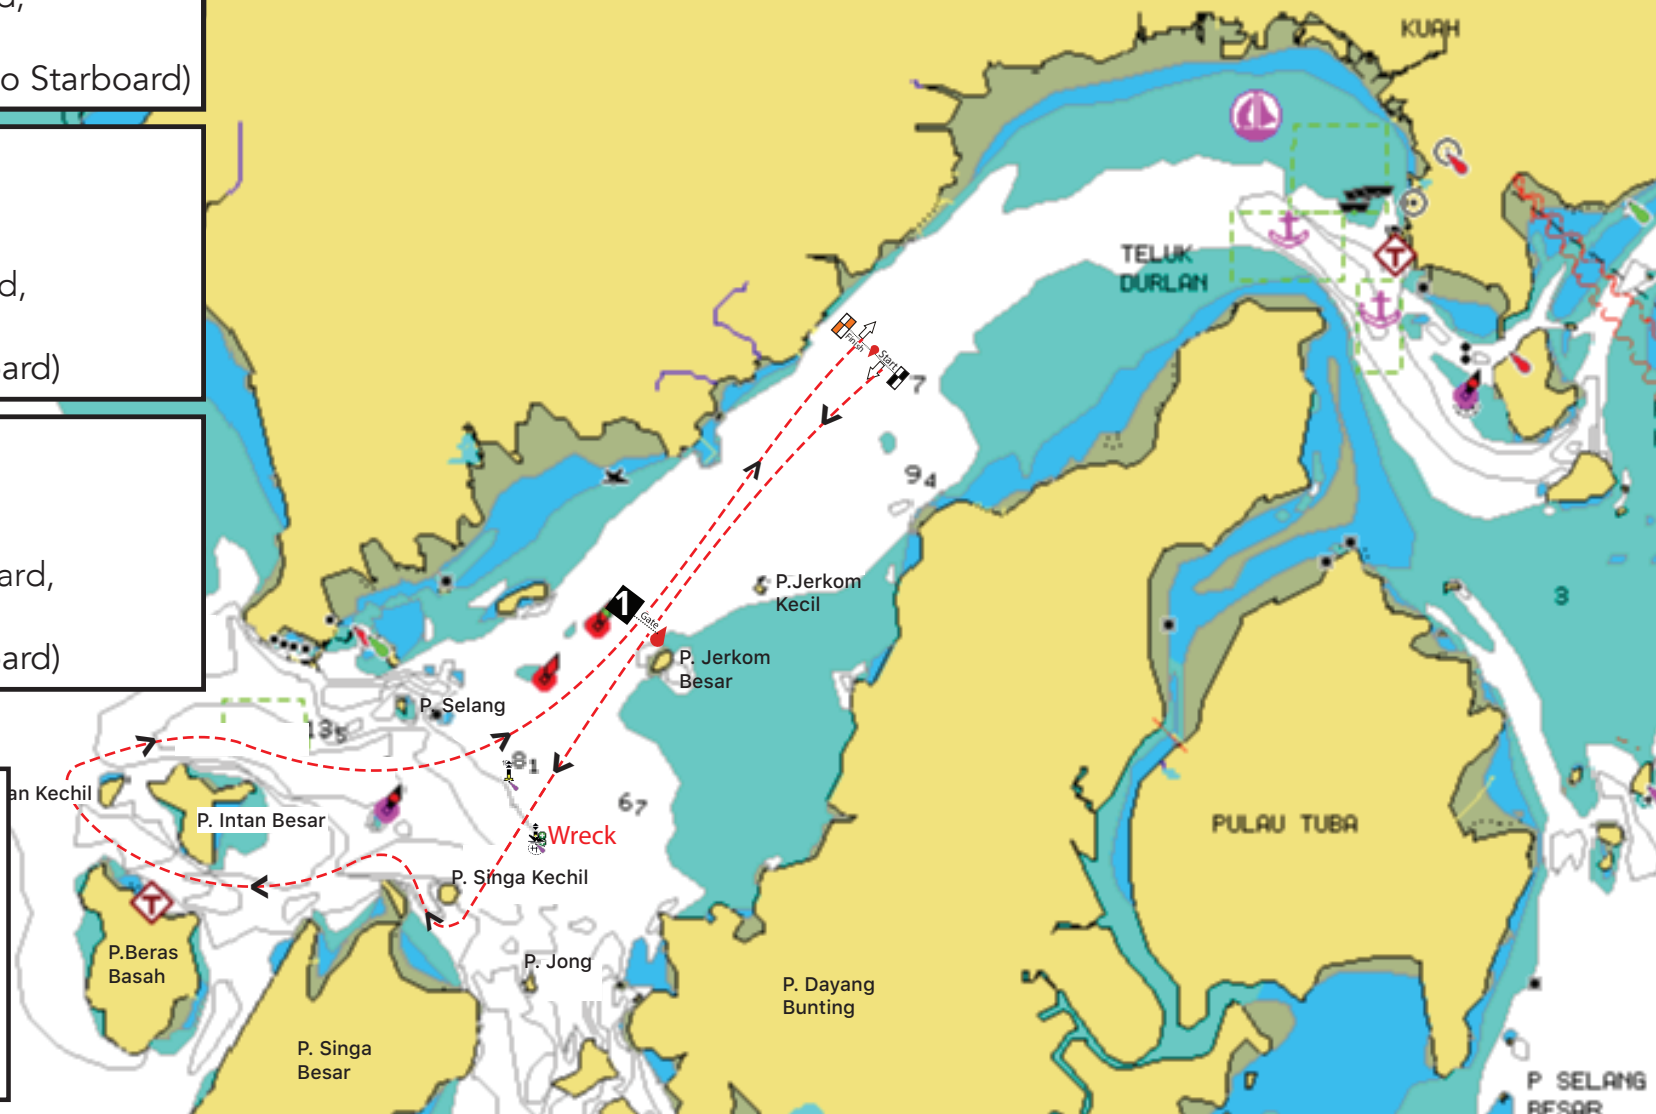 o Starboard)
KUAH
d,
ard)
TELUK
DURLAN
Finish
Start
7
94
ard,
ard)
1
Gate
P.Jerkom
Kecil
3
P. Jerkom
Besar
P. Selang
135
81
an Kechil
P. Intan Besar
67
Wreck
PULAU TUBA
P. Singa Kechil
P.Beras
Basah
P. Jong
P. Dayang
Bunting
P. Singa
Besar
P SELANG
BESAR
T
T